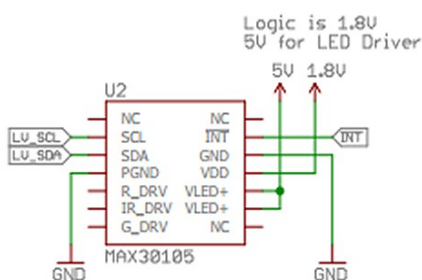 Logic is 1.8V
5V for LED Driver
5V 1.8V
U2
NC NC
LV_SCL SCL INT INT
LV_SDA SDA GND
PGND VDD
R_DRV VLED+
IR_DRV VLED+
G_DRV NC
MAX30105
GND GND